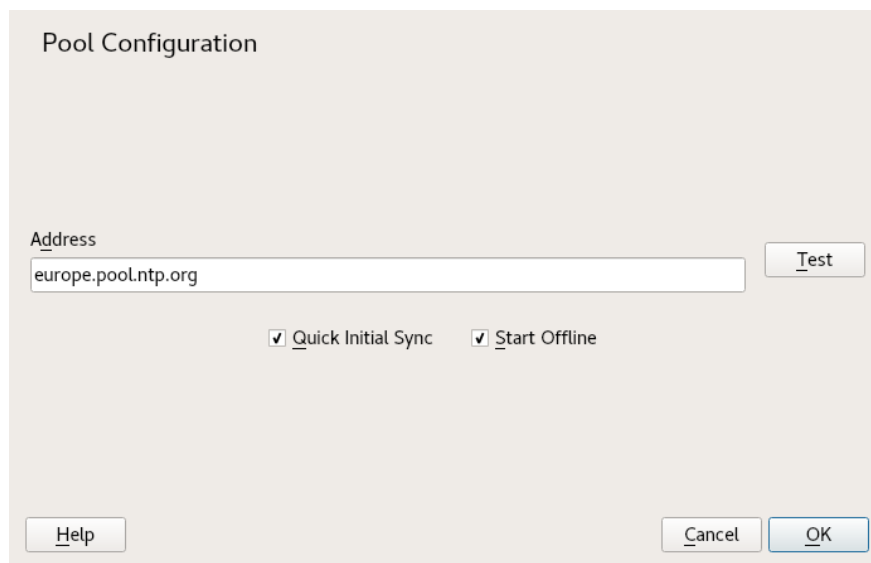 Pool Configuration
Address
europe.pool.ntp.org
Test
Quick Initial Sync Start Offline
Help Cancel OK